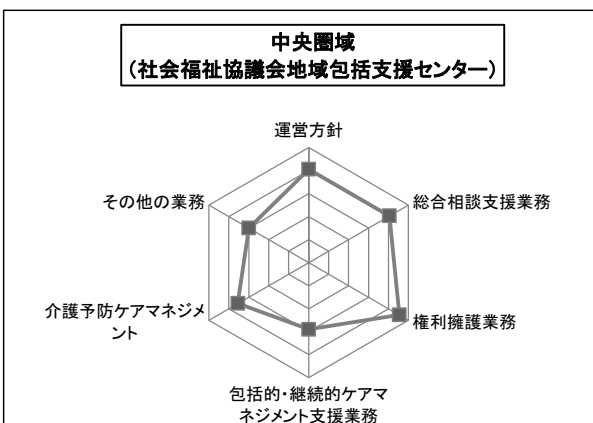 中央圏域
（社会福祉協議会地域包括支援センター）
運営方針
総合相談支援業務
権利擁護業務
包括的・継続的ケアマ
ネジメント支援業務
介護予防ケアマネジメ
ント
その他の業務